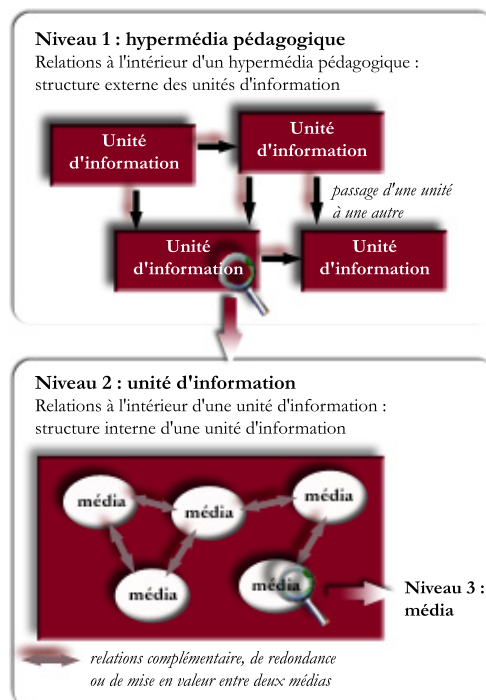 Niveau 1 : hypermédia pédagogique
Relations à l'intérieur d'un hypermédia pédagogique :
structure externe des unités d'information
Unité
d'information
Unité
d'information
passage d'une unité
à une autre
Unité
d'information
Unité
d'information
Niveau 2 : unité d'information
Relations à l'intérieur d'une unité d'information :
structure interne d'une unité d'information
média
média
média
média
média
Niveau 3 :
média
relations complémentaire, de redondance
ou de mise en valeur entre deux médias